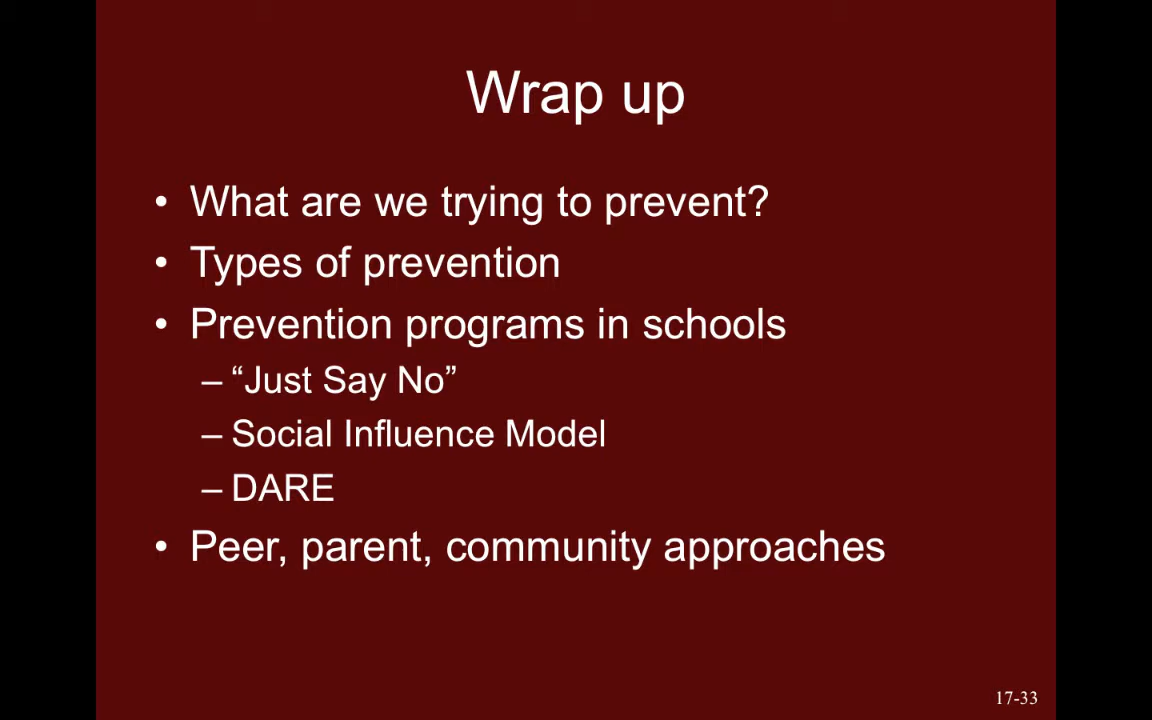 Wrap up
• What are we trying to prevent?
• Types of prevention
• Prevention programs in schools
– “Just Say No”
– Social Influence Model
– DARE
• Peer, parent, community approaches
17-33